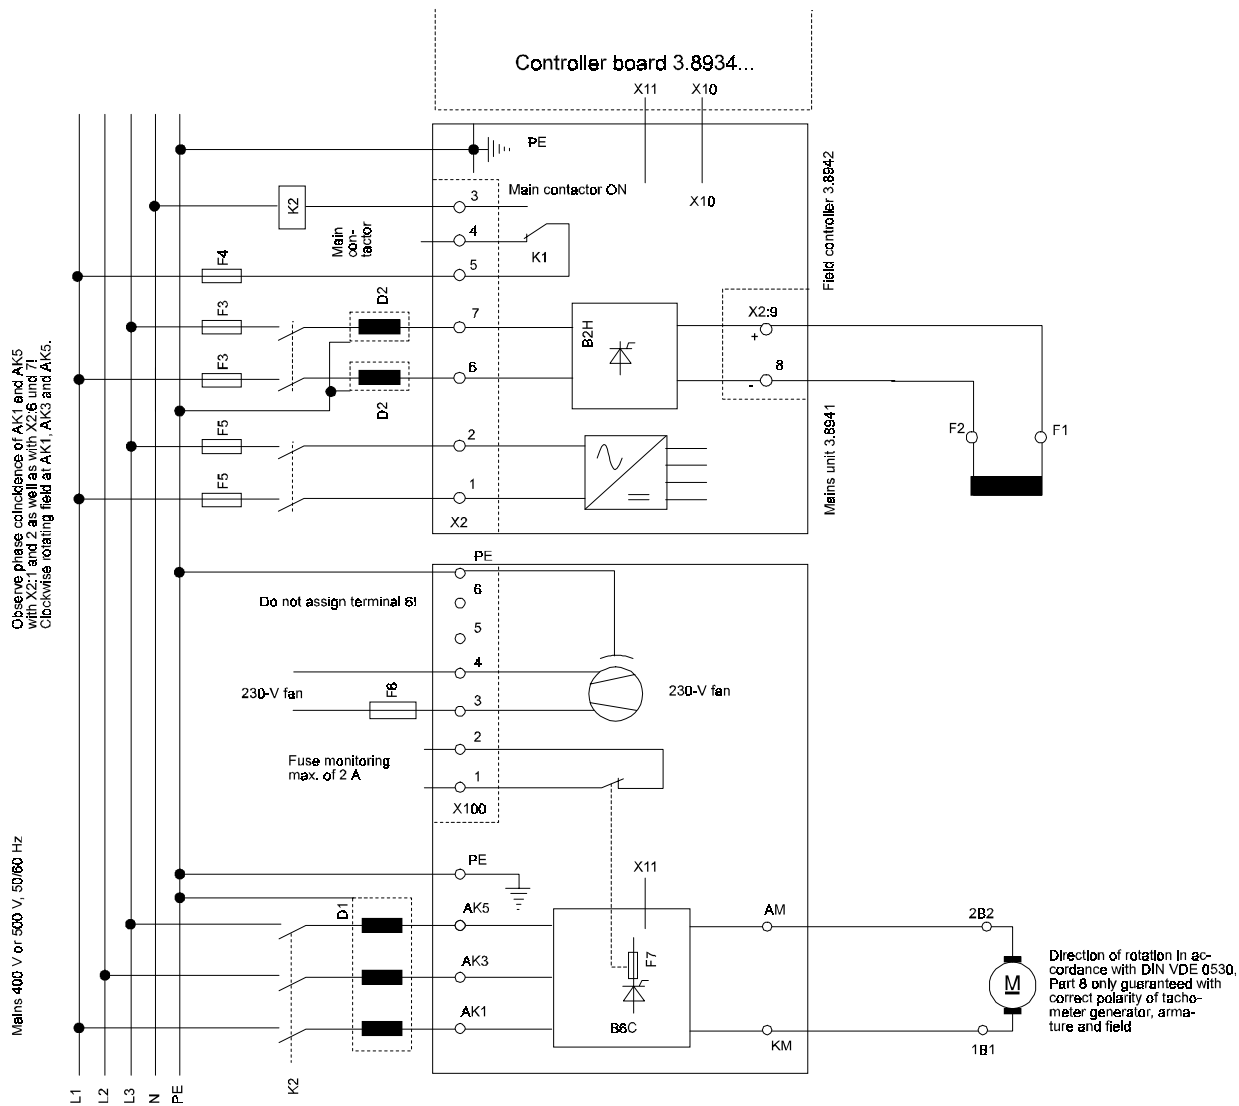 Controller board 3.8934...
X11 X10
PE
Main contactor ON
X10
Field controller 3.8942
K2
3
Main
con-
tactor
4
K1
F4
5
D2
F3
7
B2H
X2:9
+
F3
6
8
-
D2
Mains unit 3.8941
F5
2
F2 F1
F5
1
X2
Observe phase coincidence of AK1 and AK5
with X2:1 and 2 as well as with X2:6 und 7!
Clockwise rotating field at AK1, AK3 and AK5.
PE
Do not assign terminal 6!
6
5
4
230-V fan
F6
3
230-V fan
2
Fuse monitoring
max. of 2 A
1
X100
Mains 400 V or 500 V, 50/60 Hz
PE
X11
D1
AK5
AM
2B2
AK3
F7
M
Direction of rotation in ac-
cordance with DIN VDE 0530,
Part 8 only guaranteed with
correct polarity of tacho-
meter generator, arma-
ture and field
AK1
B6C
KM
1B1
K2
L1 L2 L3 N PE